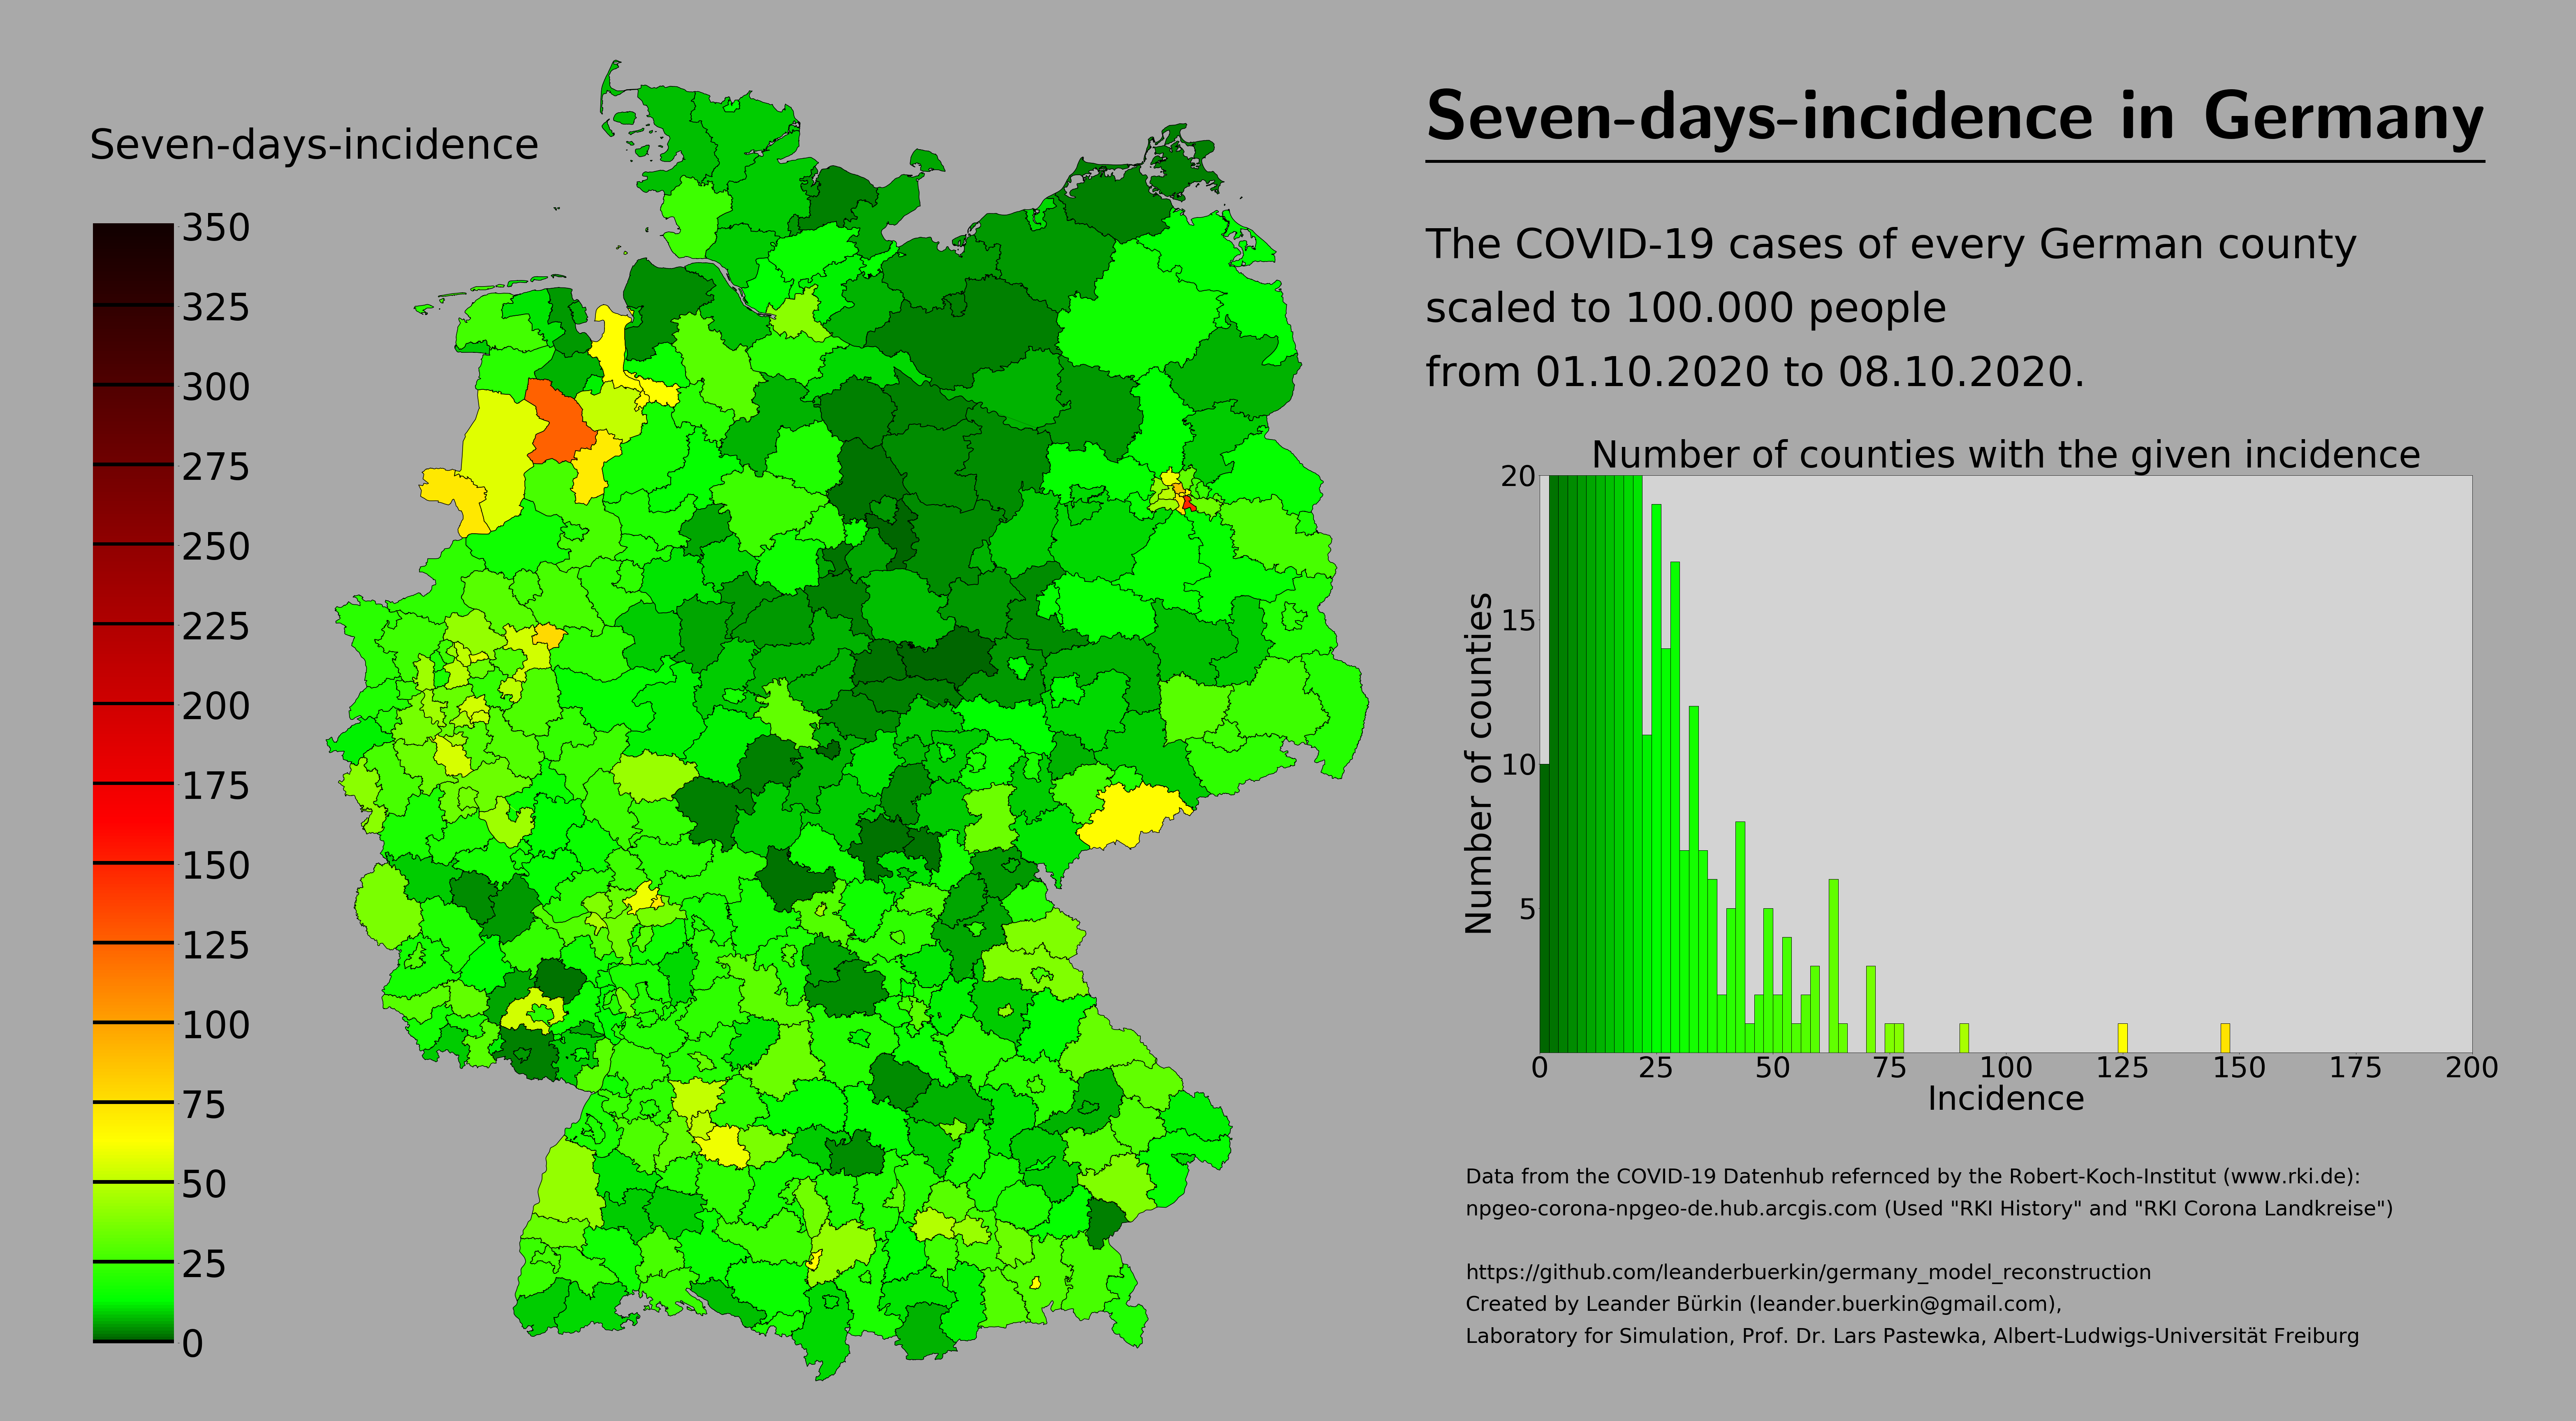 Seven-days-incidence in Germany
Seven-days-incidence
350
325
300
275
250
225
200
175
150
125
100
75
50
25
0
The COVID-19 cases of every German county
scaled to 100.000 people
from 01.10.2020 to 08.10.2020.
Number of counties with the given incidence
20
15
10
5
Number of counties
0 25 50 75 100 125 150 175 200
Incidence
Data from the COVID-19 Datenhub refernced by the Robert-Koch-Institut (www.rki.de):
npgeo-corona-npgeo-de.hub.arcgis.com (Used "RKI History" and "RKI Corona Landkreise")
https://github.com/leanderbuerkin/germany_model_reconstruction
Created by Leander Bürkin (leander.buerkin@gmail.com),
Laboratory for Simulation, Prof. Dr. Lars Pastewka, Albert-Ludwigs-Universität Freiburg